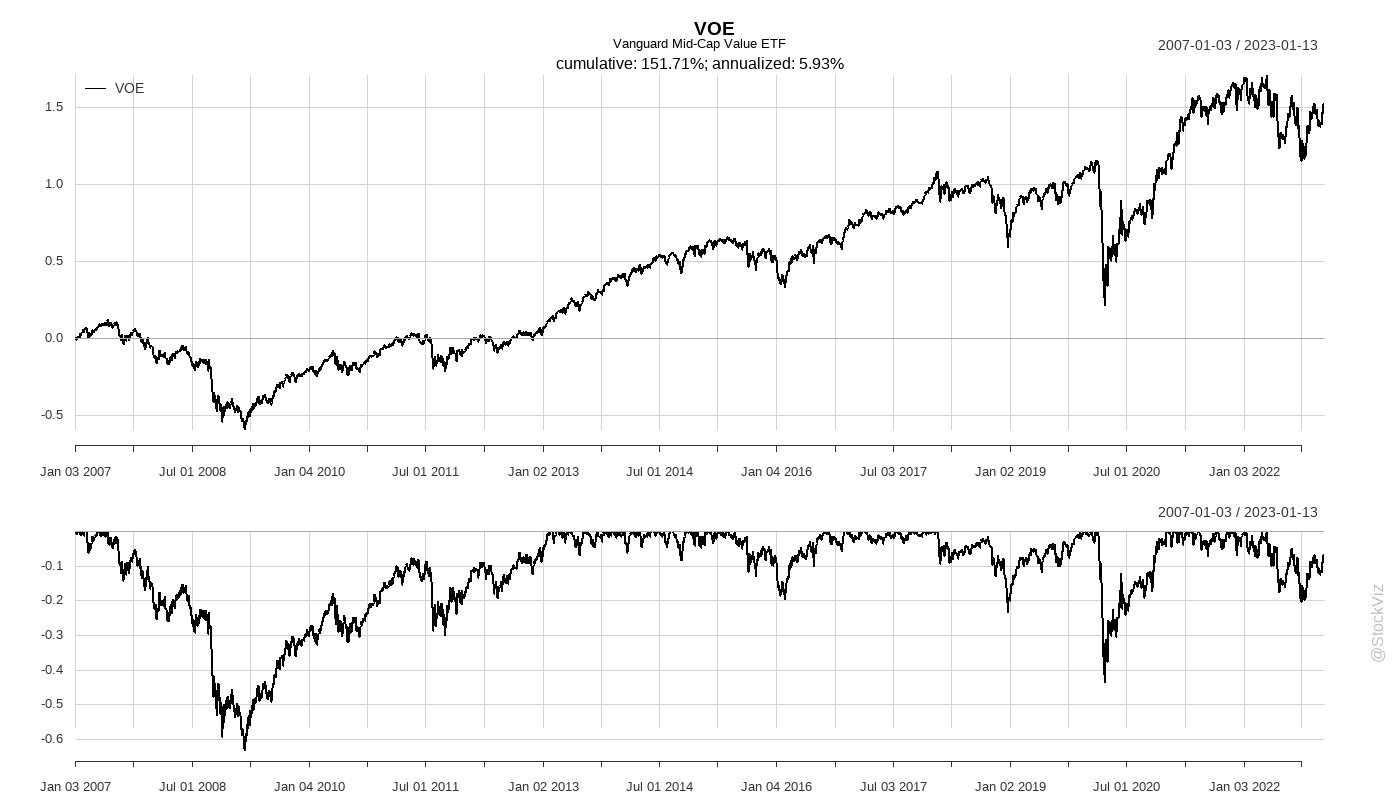 VOE
Vanguard Mid-Cap Value ETF
2007-01-03 / 2023-01-13
cumulative: 151.71%; annualized: 5.93%
VOE
1.5
1.0
0.5
0.0
-0.5
Jan 03 2007 Jul 01 2008 Jan 04 2010 Jul 01 2011 Jan 02 2013 Jul 01 2014 Jan 04 2016 Jul 03 2017 Jan 02 2019 Jul 01 2020 Jan 03 2022
2007-01-03 / 2023-01-13
-0.1
-0.2
-0.3
-0.4
-0.5
-0.6
Jan 03 2007 Jul 01 2008 Jan 04 2010 Jul 01 2011 Jan 02 2013 Jul 01 2014 Jan 04 2016 Jul 03 2017 Jan 02 2019 Jul 01 2020 Jan 03 2022
@StockViz